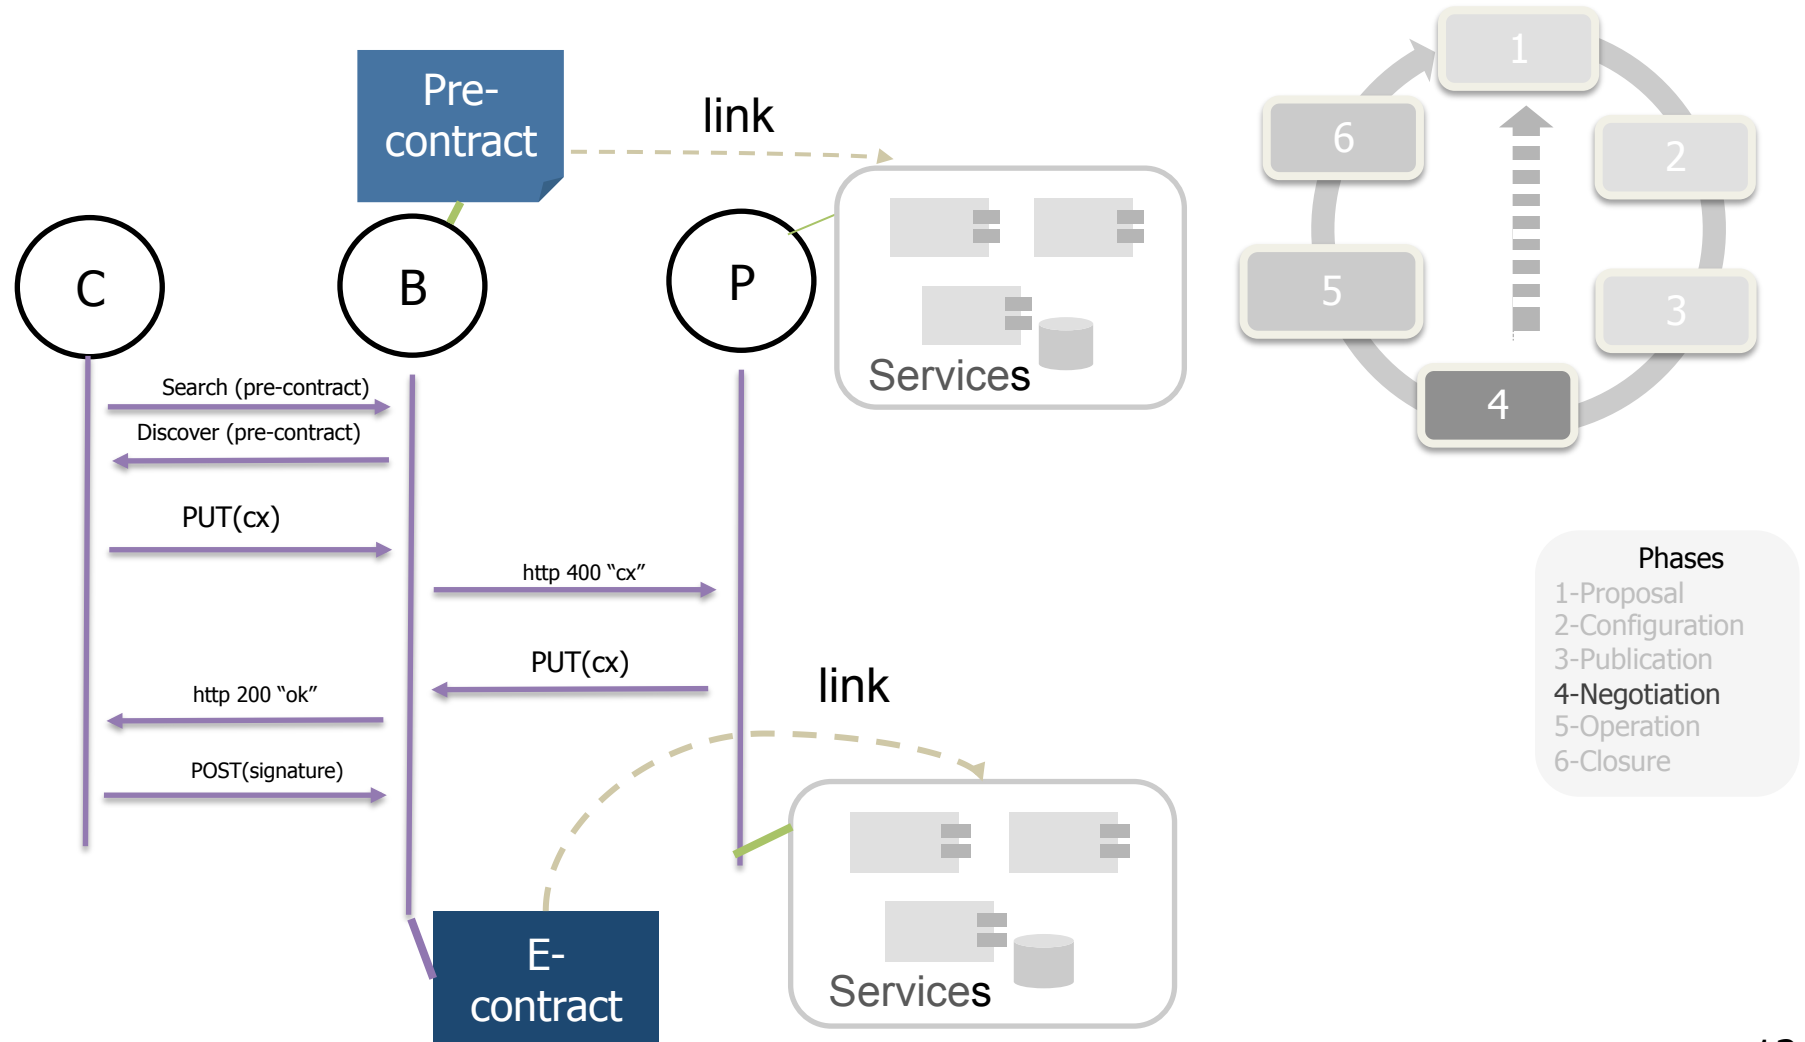 Pre-
contract
link
C
B
P
Services
Search (pre-contract)
Discover (pre-contract)
PUT(cx)
http 400 “cx”
PUT(cx)
http 200 “ok”
POST(signature)
link
E-
contract
Services
1
2
3
4
5
6
Phases
1-Proposal
2-Configuration
3-Publication
4-Negotiation
5-Operation
6-Closure